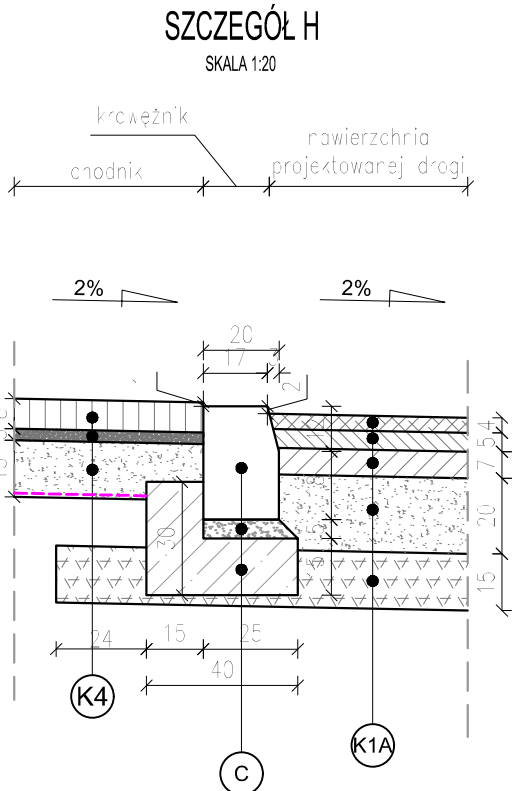 SZCZEGÓŁ H
SKALA 1:20
krawężnik
chodnik
nawierzchnia
projektowanej drogi
2%
2%
20
17
2
4
5
7
20
15
30
24
15
25
40
K4
C
K1A